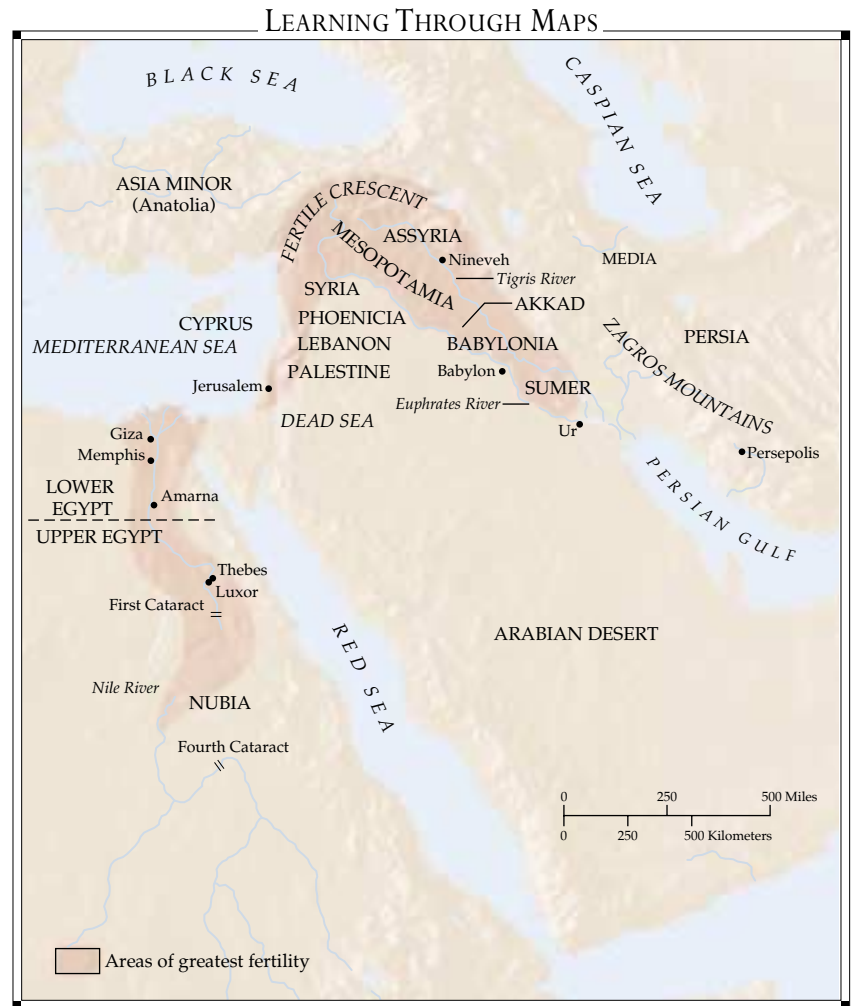 LEARNING THROUGH MAPS
BLACK SEA
CASPIAN SEA
ASIA MINOR
(Anatolia)
FERTILE CRESCENT
MESOPOTAMIA
ASSYRIA
Nineveh
Tigris River
MEDIA
SYRIA
AKKAD
PHOENICIA
CYPRUS
LEBANON
BABYLONIA
ZAGROS MOUNTAINS
PERSIA
MEDITERRANEAN SEA
PALESTINE
Babylon
Jerusalem
SUMER
Euphrates River
DEAD SEA
Ur
Giza
Memphis
Persepolis
PERSIAN GULF
LOWER
EGYPT
Amarna
UPPER EGYPT
Thebes
Luxor
First Cataract
RED SEA
ARABIAN DESERT
Nile River
NUBIA
Fourth Cataract
0 250 500 Miles
0 250 500 Kilometers
Areas of greatest fertility